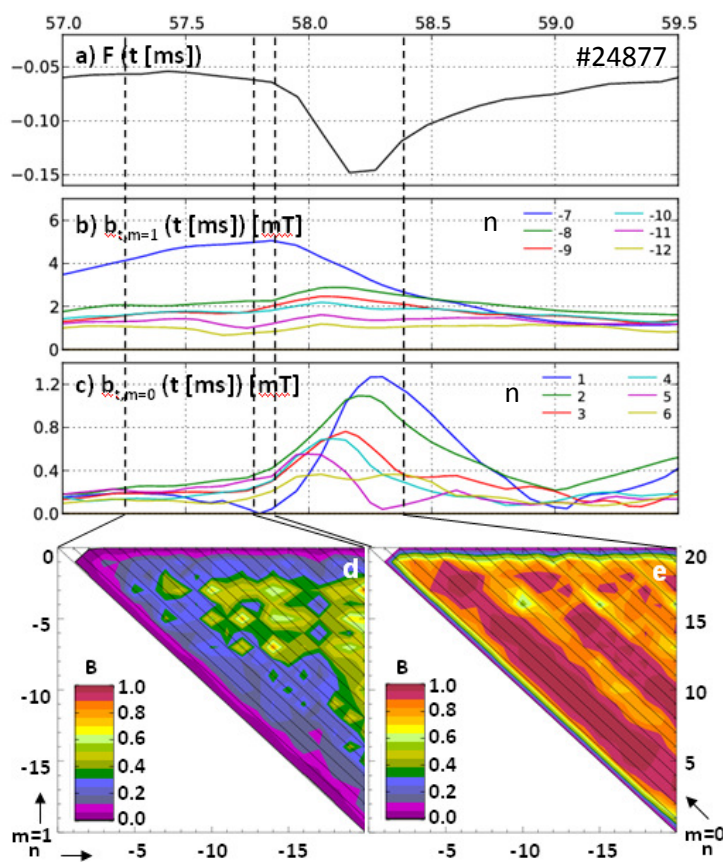 57.0 57.5 58.0 58.5 59.0 59.5
a) F (t [ms]) #24877
−0.05
−0.10
−0.15
b) b_t,m=1 (t [ms]) [mT] n
-7 -10
-8 -11
-9 -12
6
4
2
0
c) b_t,m=0 (t [ms]) [mT] n
1 4
2 5
3 6
1.2
0.8
0.4
0.0
d
0
-5
-10
-15
B
1.0
0.8
0.6
0.4
0.2
0.0
m=1
n
-5 -15
e
20
15
10
5
B
1.0
0.8
0.6
0.4
0.2
0.0
m=0
n
-5 -10 -15